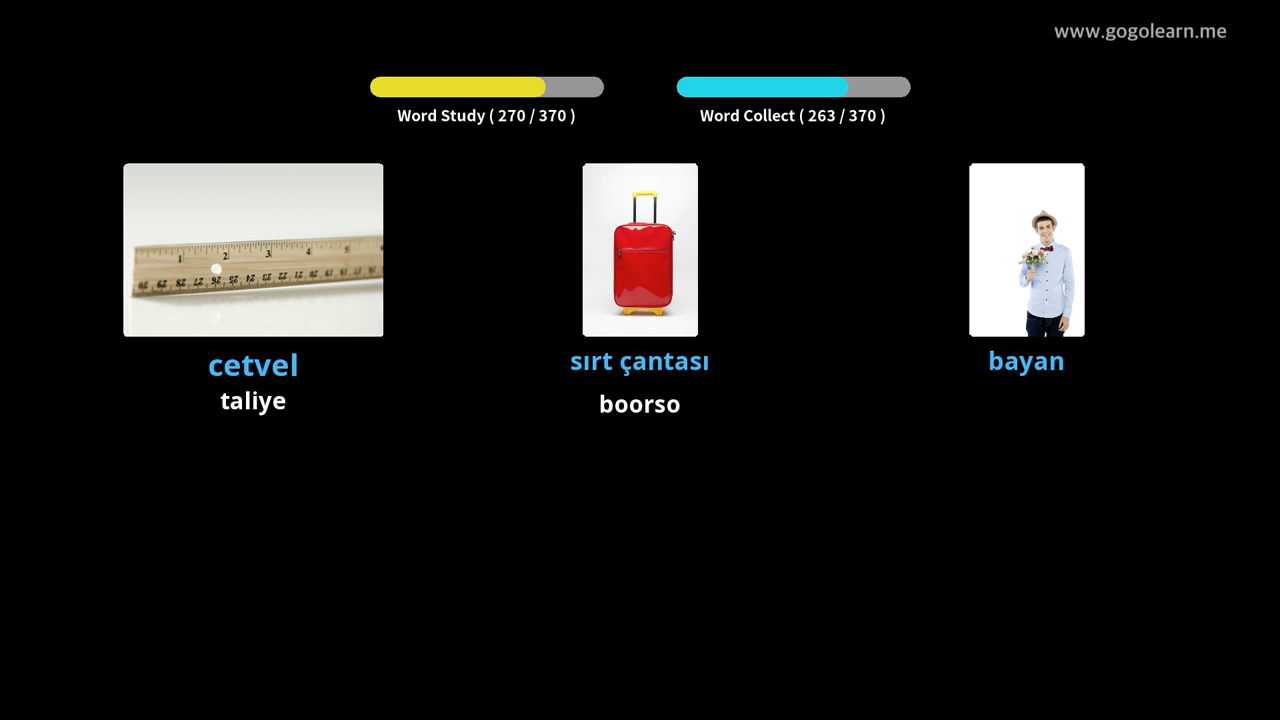 www.gogolearn.me
Word Study ( 270 / 370 )
Word Collect ( 263 / 370 )
cetvel
taliye
sırt çantası
boorso
bayan